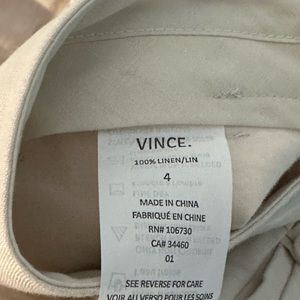 VINCE.
100% LINEN/LIN
4
MADE IN CHINA
FABRIQUÉ EN CHINE
RN# 106730
CA# 34460
01
SEE REVERSE FOR CARE
VOIR AU VERSO POUR LES SOINS